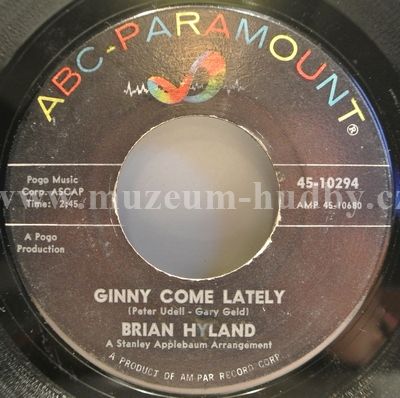 ABC-PARAMOUNT®
Pogo Music
Corp. ASCAP
Time: 2:45
45-10294
AMP 45-10680
www.muzeum-hudby.cz
A Pogo
Production
GINNY COME LATELY
(Peter Udell - Gary Geld)
BRIAN HYLAND
A Stanley Applebaum Arrangement
A PRODUCT OF AM-PAR RECORD CORP.